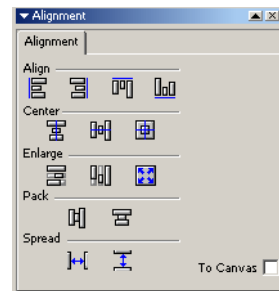 Alignment
Alignment
Align
Center
Enlarge
Pack
Spread
To Canvas